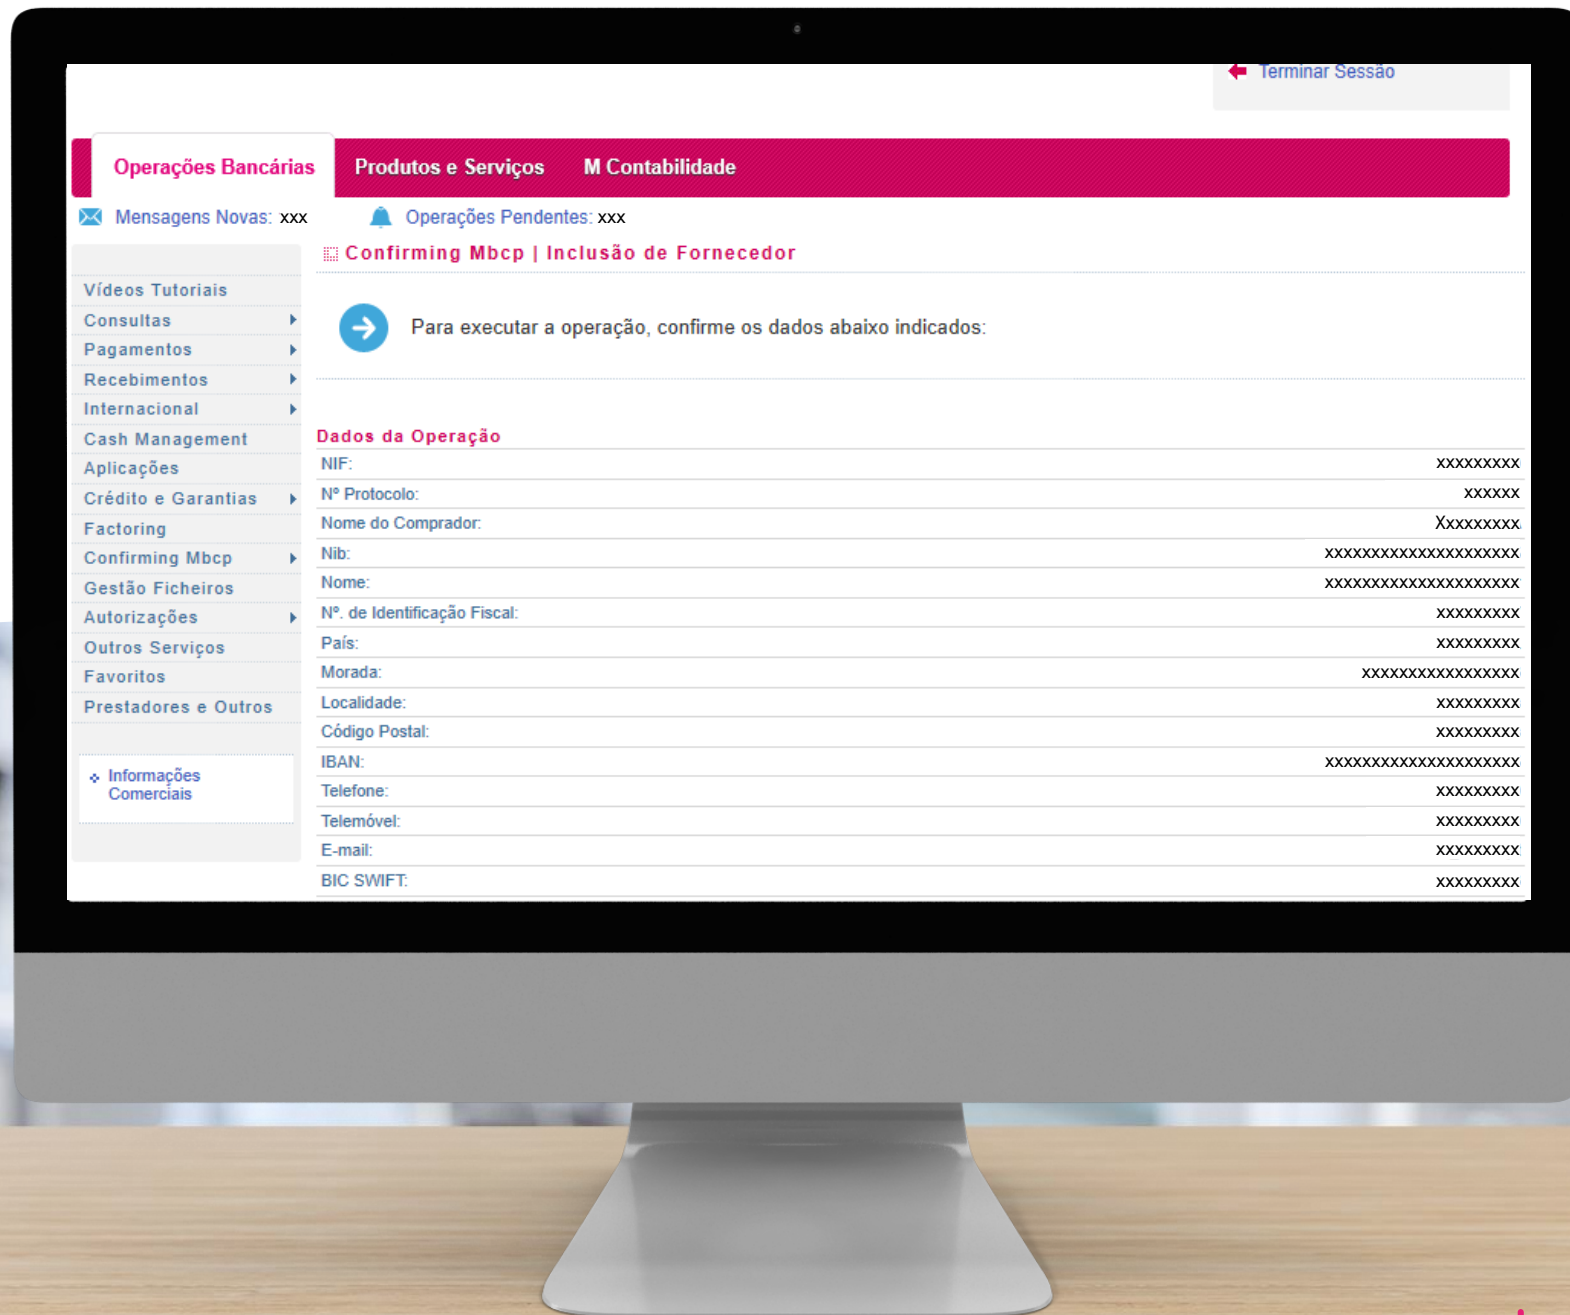 Terminar Sessão
Operações Bancárias Produtos e Serviços M Contabilidade
Mensagens Novas: xxx Operações Pendentes: xxx
Confirming Mbcp | Inclusão de Fornecedor
Vídeos Tutoriais
Consultas
Pagamentos
Recebimentos
Internacional
Cash Management
Aplicações
Crédito e Garantias
Factoring
Confirming Mbcp
Gestão Ficheiros
Autorizações
Outros Serviços
Favoritos
Prestadores e Outros
Informações
Comerciais
Para executar a operação, confirme os dados abaixo indicados:
Dados da Operação
NIF: xxxxxxxxx
Nº Protocolo: xxxxxx
Nome do Comprador: Xxxxxxxxx
Nib: xxxxxxxxxxxxxxxxxxxxx
Nome: xxxxxxxxxxxxxxxxxxxxx
Nº. de Identificação Fiscal: xxxxxxxxx
País: xxxxxxxxx
Morada: xxxxxxxxxxxxxxxxx
Localidade: xxxxxxxxx
Código Postal: xxxxxxxxx
IBAN: xxxxxxxxxxxxxxxxxxxxx
Telefone: xxxxxxxxx
Telemóvel: xxxxxxxxx
E-mail: xxxxxxxxx
BIC SWIFT: xxxxxxxxx